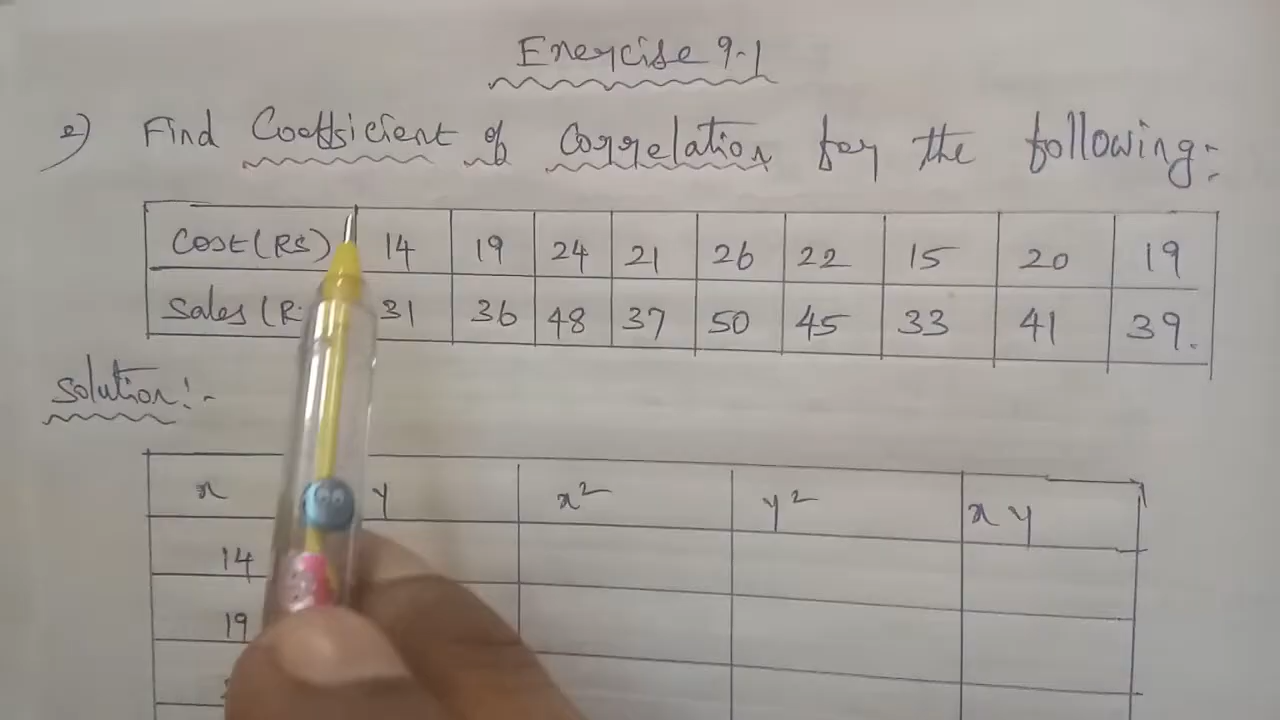 Exercise 9.1
2) Find Coefficient of Correlation for the following:
Cost (RS) 14 19 24 21 26 22 15 20 19
Sales (R 31 36 48 37 50 45 33 41 39.
Solution:-
x y x² y² xy
14
19